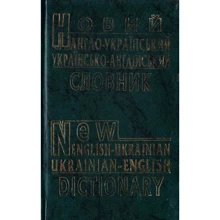 Новий
АНГЛО-УКРАЇНСЬКИЙ
УКРАЇНСЬКО-АНГЛІЙСЬКИЙ
СЛОВНИК
New
ENGLISH-UKRAINIAN
UKRAINIAN-ENGLISH
DICTIONARY